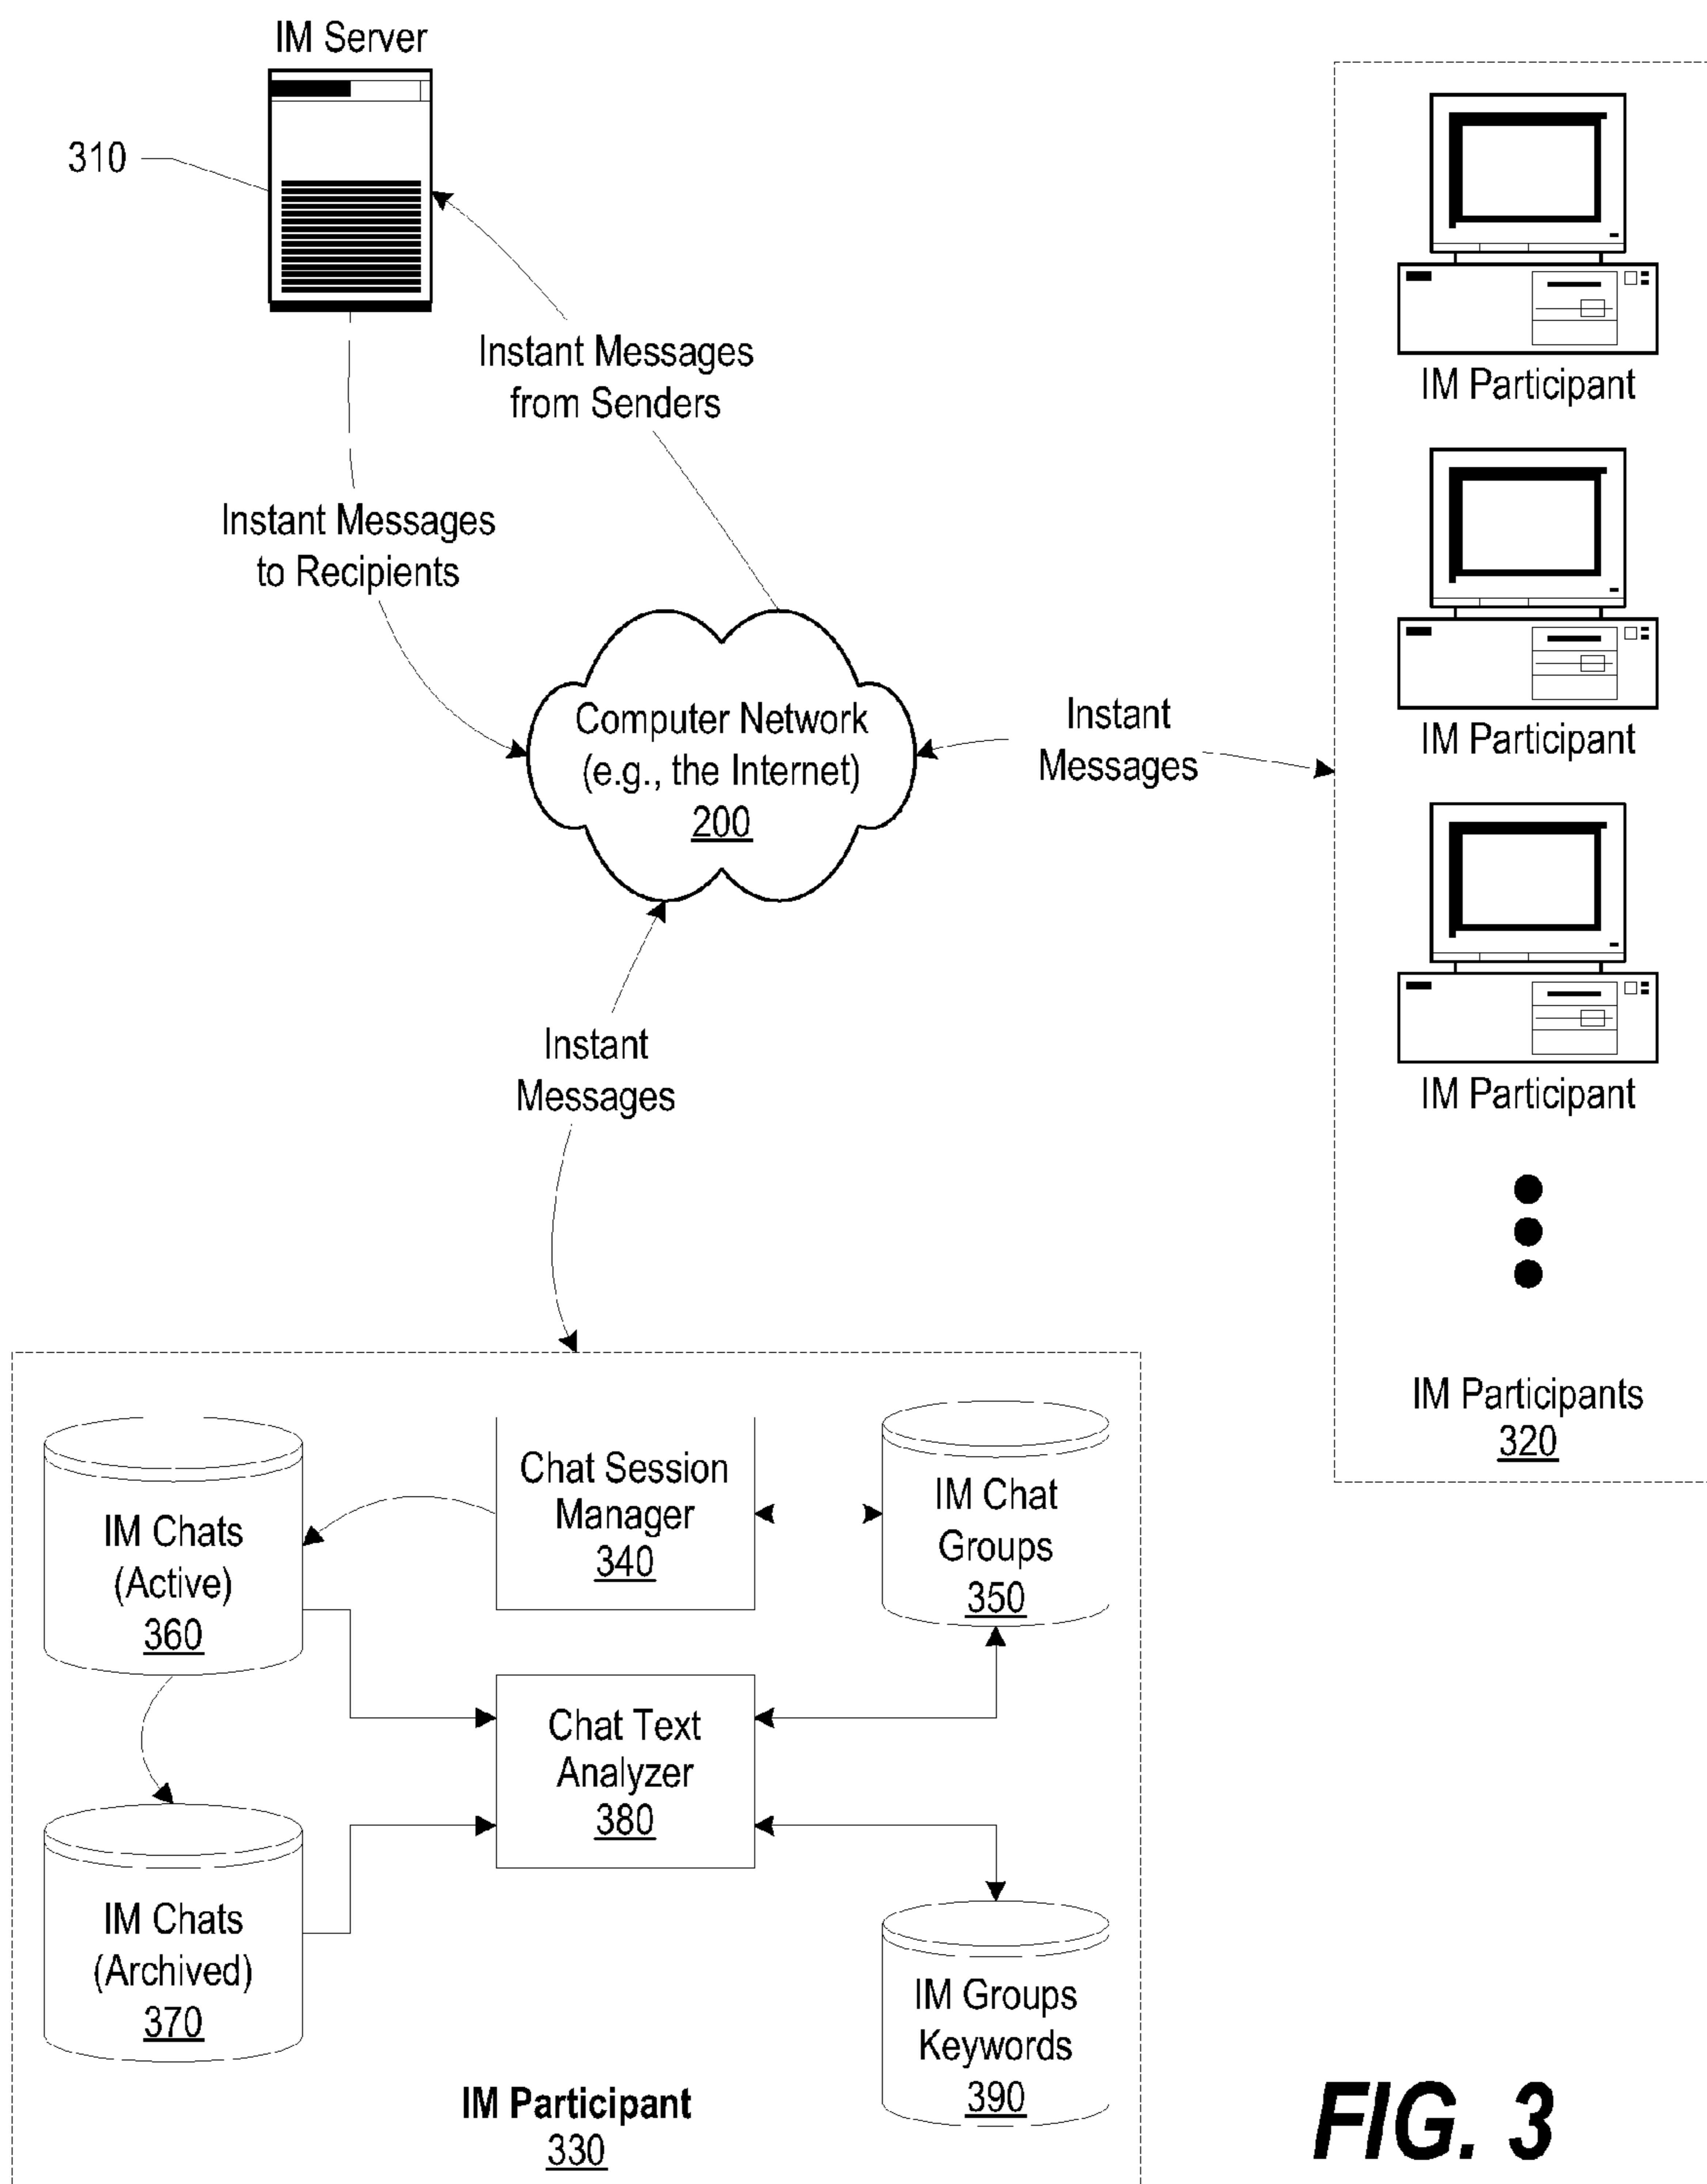 IM Server
310
Instant Messages
from Senders
Instant Messages
to Recipients
Computer Network
(e.g., the Internet)
200
Instant
Messages
IM Participant
IM Participant
IM Participant
IM Participants
320
Instant
Messages
IM Chats
(Active)
360
Chat Session
Manager
340
IM Chat
Groups
350
Chat Text
Analyzer
380
IM Chats
(Archived)
370
IM Groups
Keywords
390
IM Participant
330
FIG. 3